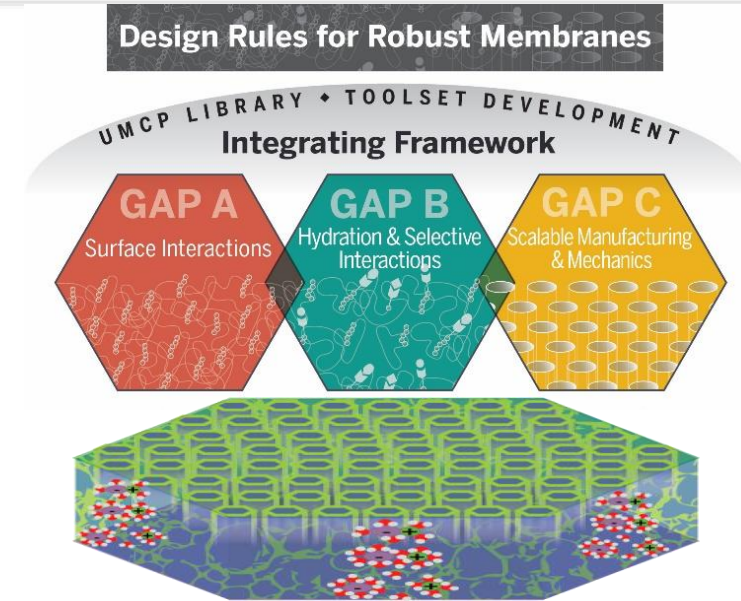 Design Rules for Robust Membranes
UMCP LIBRARY ◆ TOOLSET DEVELOPMENT
Integrating Framework
GAP A
Surface Interactions
GAP B
Hydration & Selective
Interactions
GAP C
Scalable Manufacturing
& Mechanics